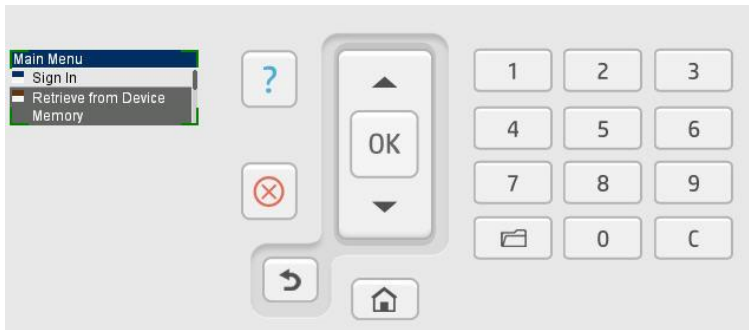 Main Menu
Sign In
Retrieve from Device
Memory
?
OK
1 2 3
4 5 6
7 8 9
0 C